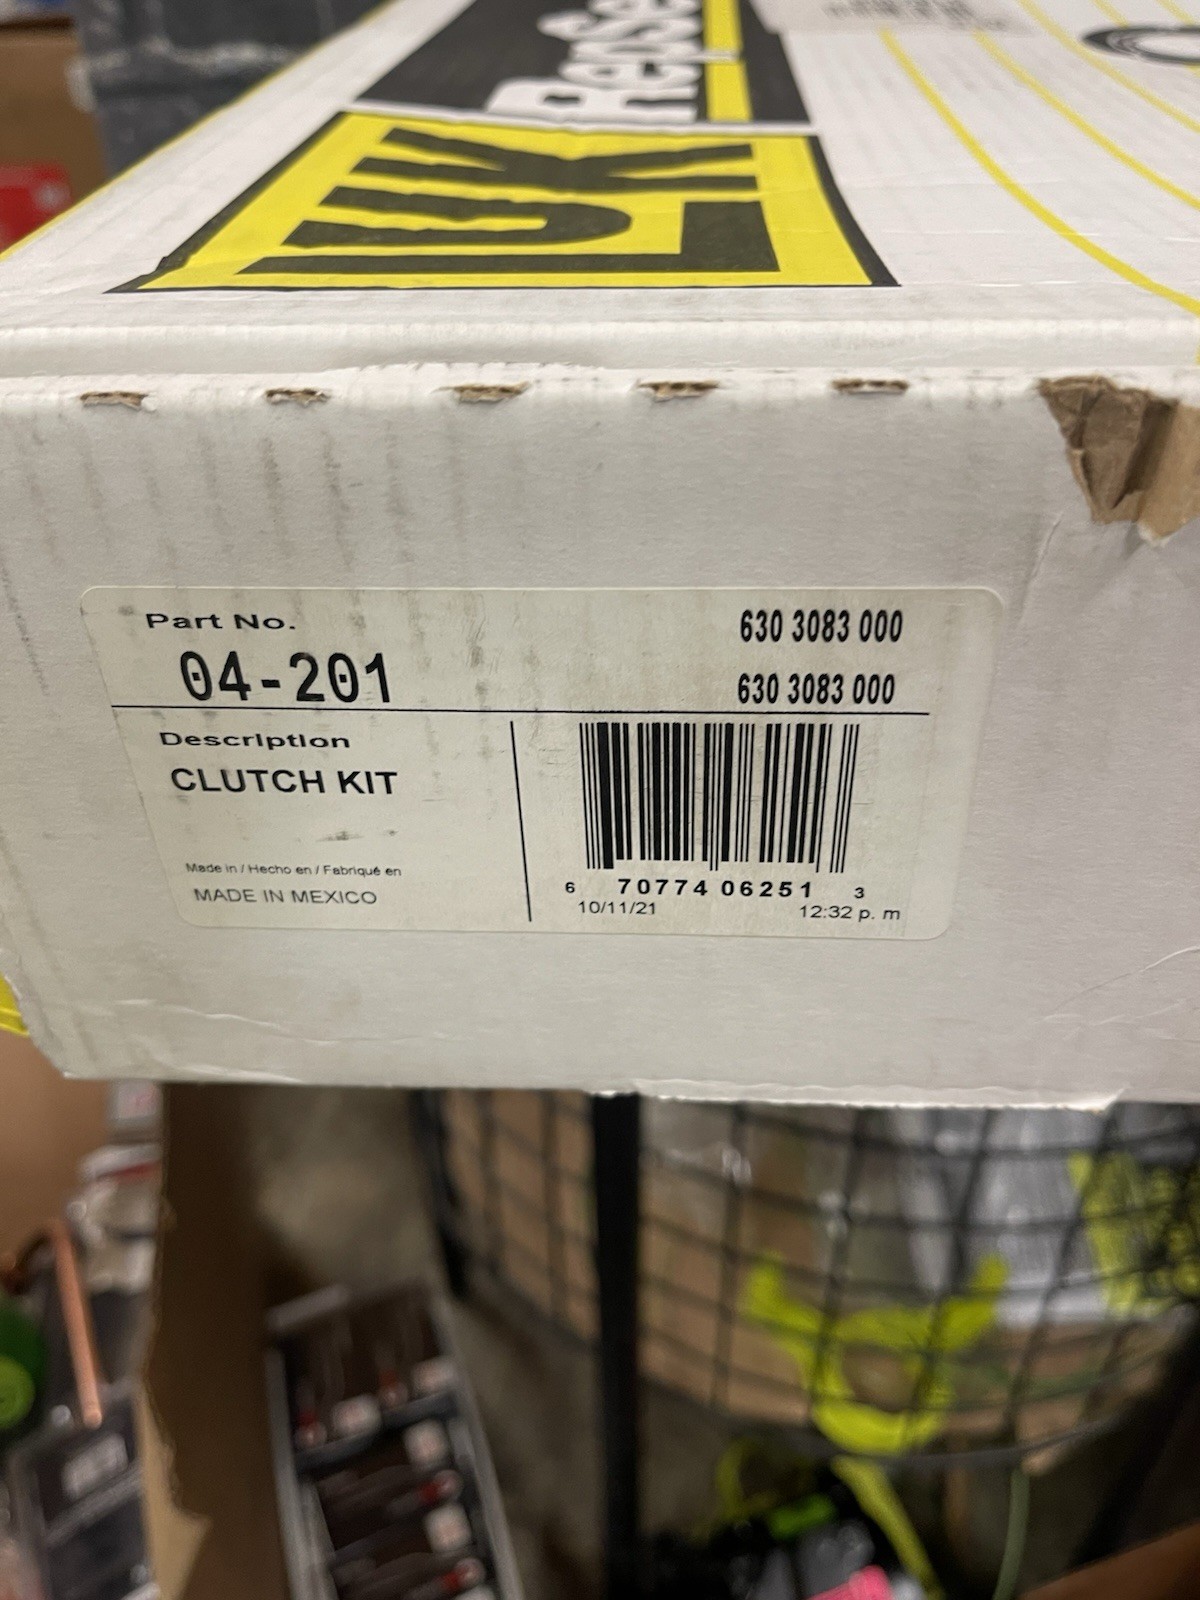 LUK
RepSe
Part No.
04-201
630 3083 000
630 3083 000
Description
CLUTCH KIT
Made in / Hecho en / Fabriqué en
MADE IN MEXICO
6 70774 06251 3
10/11/21 12:32 p. m